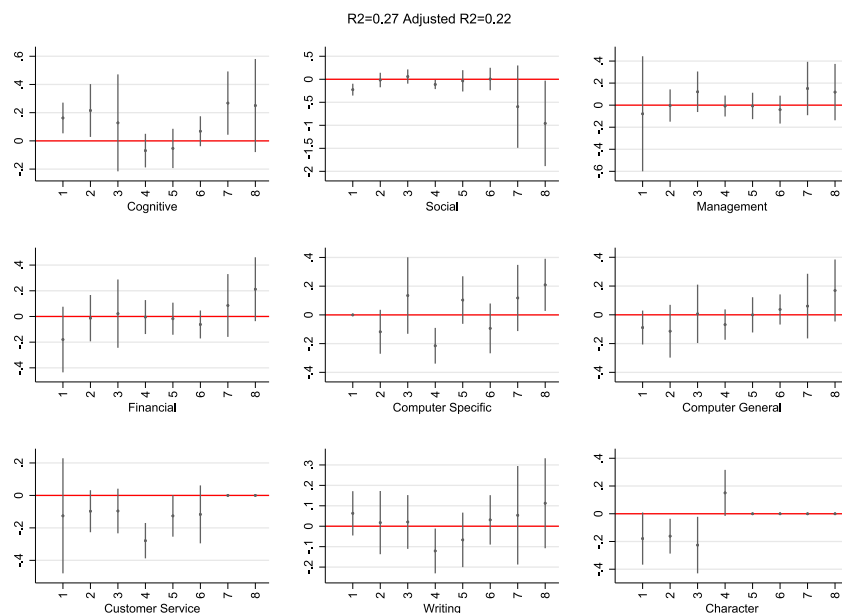 R2=0.27 Adjusted R2=0.22
.6
.4
.2
0
-.2
1 2 3 4 5 6 7 8
Cognitive
.5
0
-.5
-1
-1.5
-2
1 2 3 4 5 6 7 8
Social
.4
.2
0
-.2
-.4
-.6
1 2 3 4 5 6 7 8
Management
.4
.2
0
-.2
-.4
1 2 3 4 5 6 7 8
Financial
.4
.2
0
-.2
-.4
1 2 3 4 5 6 7 8
Computer Specific
.4
.2
0
-.2
-.4
1 2 3 4 5 6 7 8
Computer General
.2
0
-.2
-.4
1 2 3 4 5 6 7 8
Customer Service
.3
.2
.1
0
-.1
-.2
1 2 3 4 5 6 7 8
Writing
.4
.2
0
-.2
-.4
1 2 3 4 5 6 7 8
Character